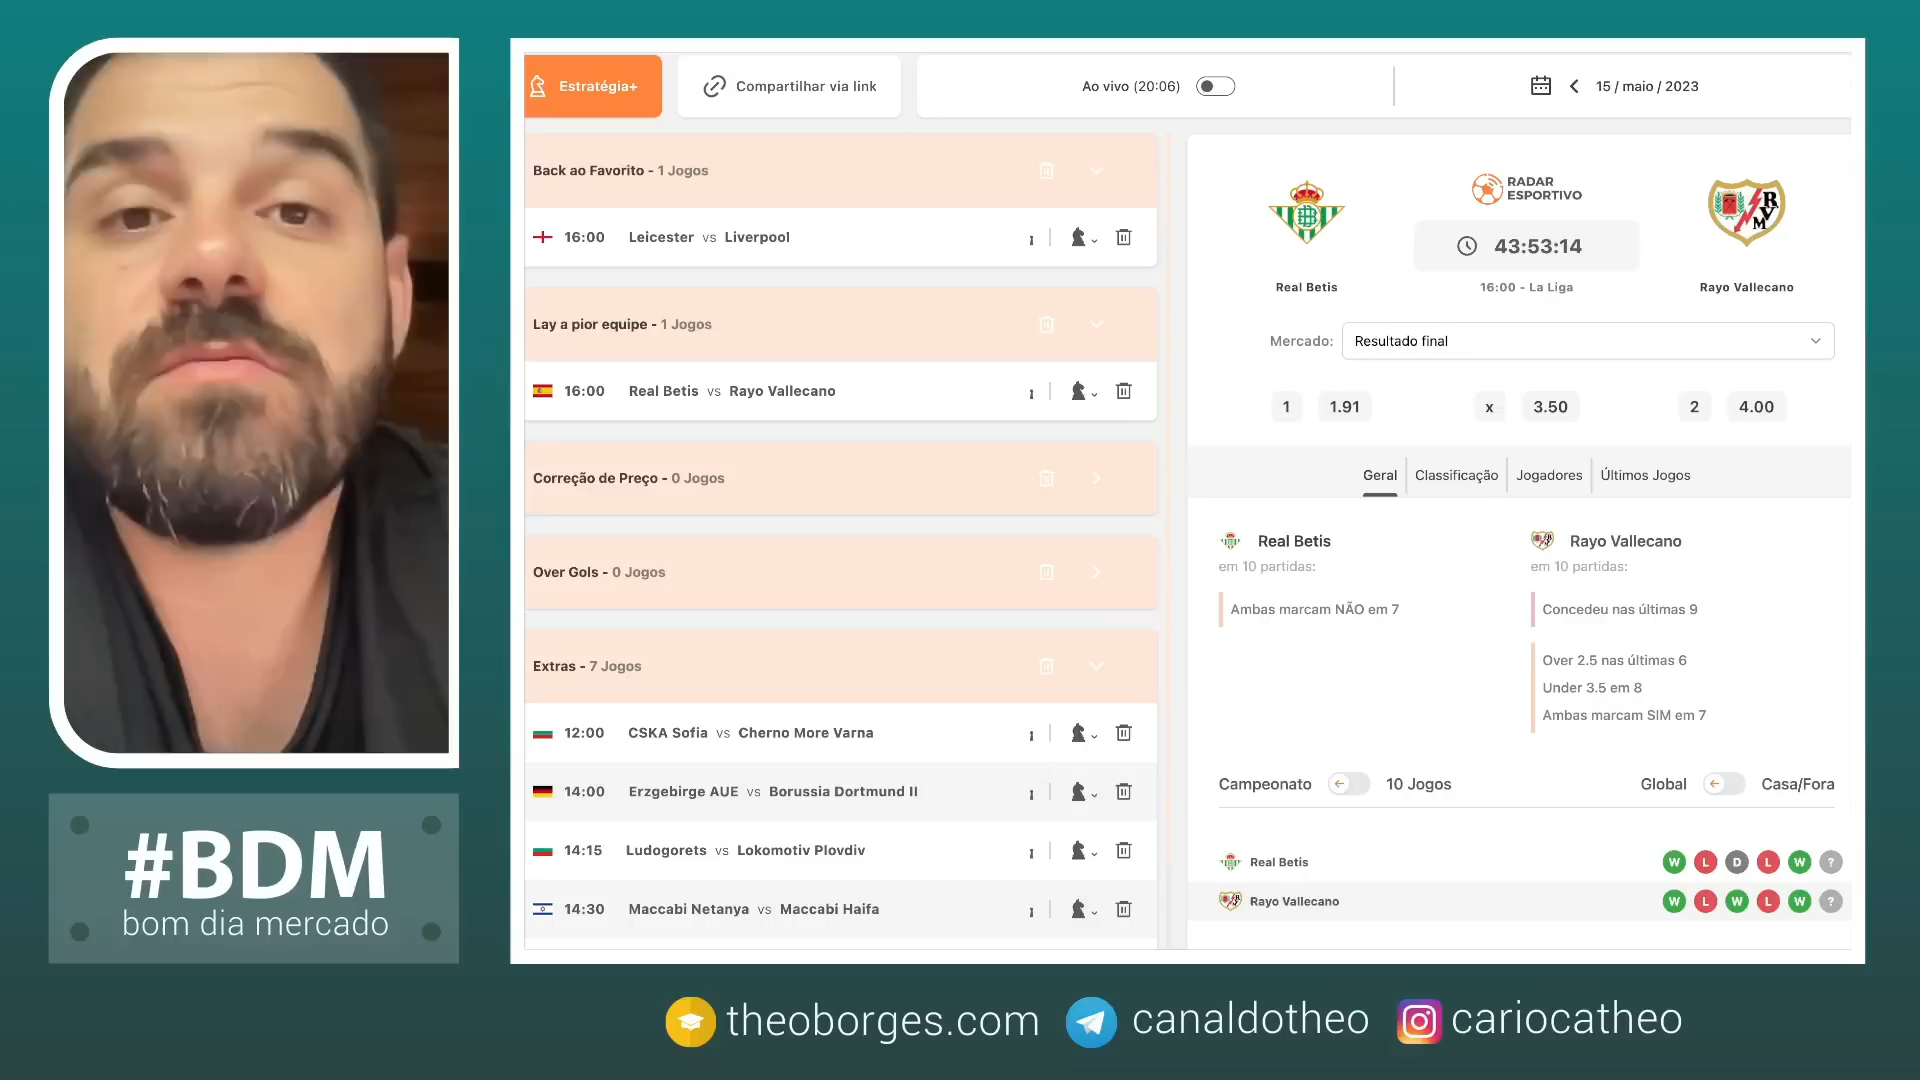 Estratégia+
Compartilhar via link
Ao vivo (20:06)
15 / maio / 2023
Back ao Favorito - 1 Jogos
16:00 Leicester vs Liverpool
Lay a pior equipe - 1 Jogos
16:00 Real Betis vs Rayo Vallecano
Correção de Preço - 0 Jogos
Over Gols - 0 Jogos
Extras - 7 Jogos
12:00 CSKA Sofia vs Cherno More Varna
14:00 Erzgebirge AUE vs Borussia Dortmund II
14:15 Ludogorets vs Lokomotiv Plovdiv
14:30 Maccabi Netanya vs Maccabi Haifa
RADAR
ESPORTIVO
43:53:14
Real Betis
16:00 - La Liga
Rayo Vallecano
Mercado: Resultado final
1 1.91 x 3.50 2 4.00
Geral Classificação Jogadores Últimos Jogos
Real Betis
em 10 partidas:
Ambas marcam NÃO em 7
Rayo Vallecano
em 10 partidas:
Concedeu nas últimas 9
Over 2.5 nas últimas 6
Under 3.5 em 8
Ambas marcam SIM em 7
Campeonato 10 Jogos Global Casa/Fora
Real Betis W L D L W ?
Rayo Vallecano W L W L W ?
#BDM
bom dia mercado
theoborges.com canaldotheo cariocatheo